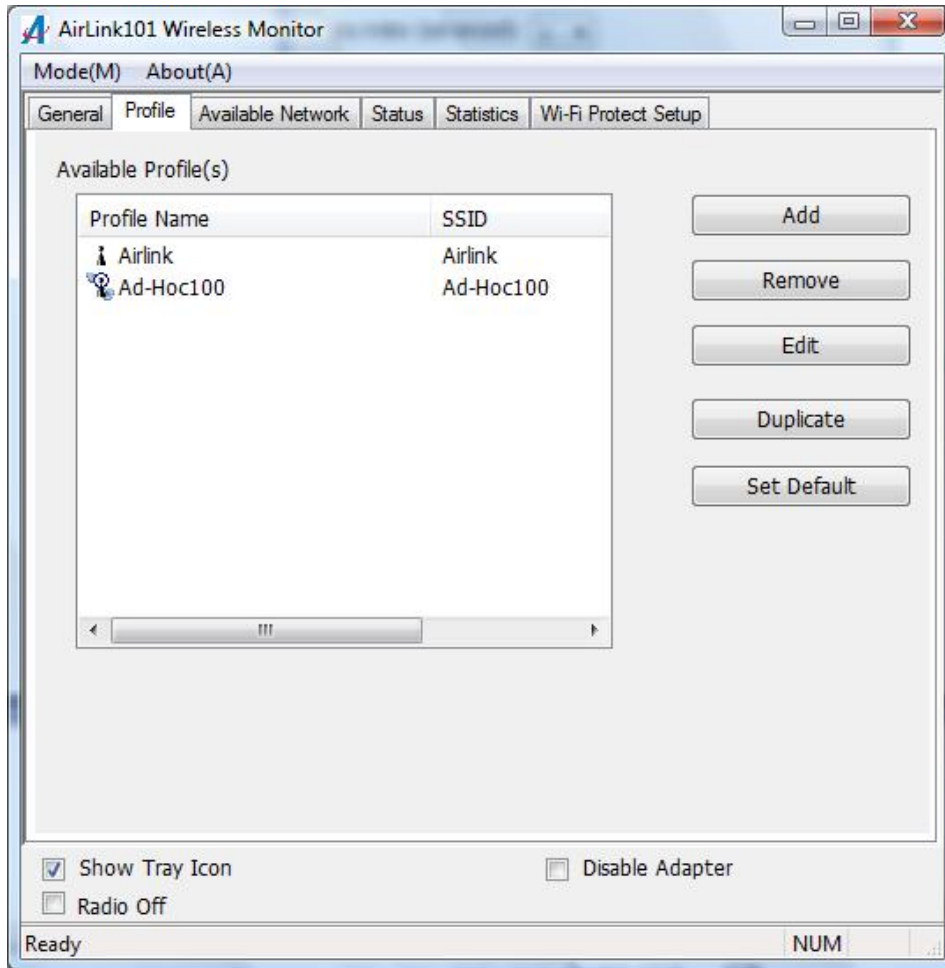 AirLink101 Wireless Monitor
Mode(M) About(A)
General Profile Available Network Status Statistics Wi-Fi Protect Setup
Available Profile(s)
Profile Name SSID
Airlink Airlink
Ad-Hoc100 Ad-Hoc100
Add
Remove
Edit
Duplicate
Set Default
Show Tray Icon Disable Adapter
Radio Off
Ready NUM